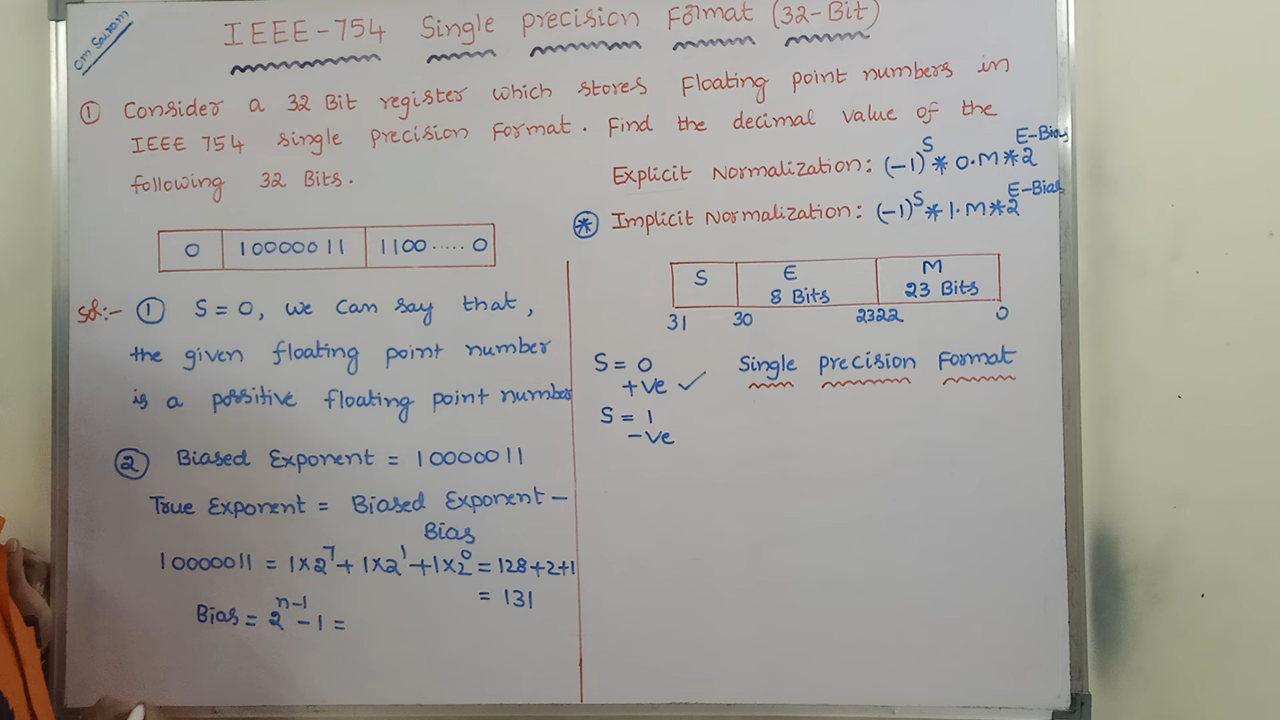 Om Sairam
IEEE-754 Single precision Format (32-Bit)
① Consider a 32 Bit register which stores Floating point numbers in
IEEE 754 single precision Format. Find the decimal value of the
following 32 Bits.
Explicit Normalization: (-1)^S * 0.M * 2^E-Bias
⊛ Implicit Normalization: (-1)^S * 1.M * 2^E-Bias
0 10000011 1100.....0
S E M
8 Bits 23 Bits
31 30 23 22 0
Single Precision Format
S = 0
+ve ✓
S = 1
-ve
Sol:- ① S = 0, we can say that,
the given floating point number
is a possitive floating point number
② Biased Exponent = 10000011
True Exponent = Biased Exponent -
Bias
10000011 = 1×2^7 + 1×2^1 + 1×2^0 = 128+2+1
= 131
Bias = 2^n-1 - 1 =